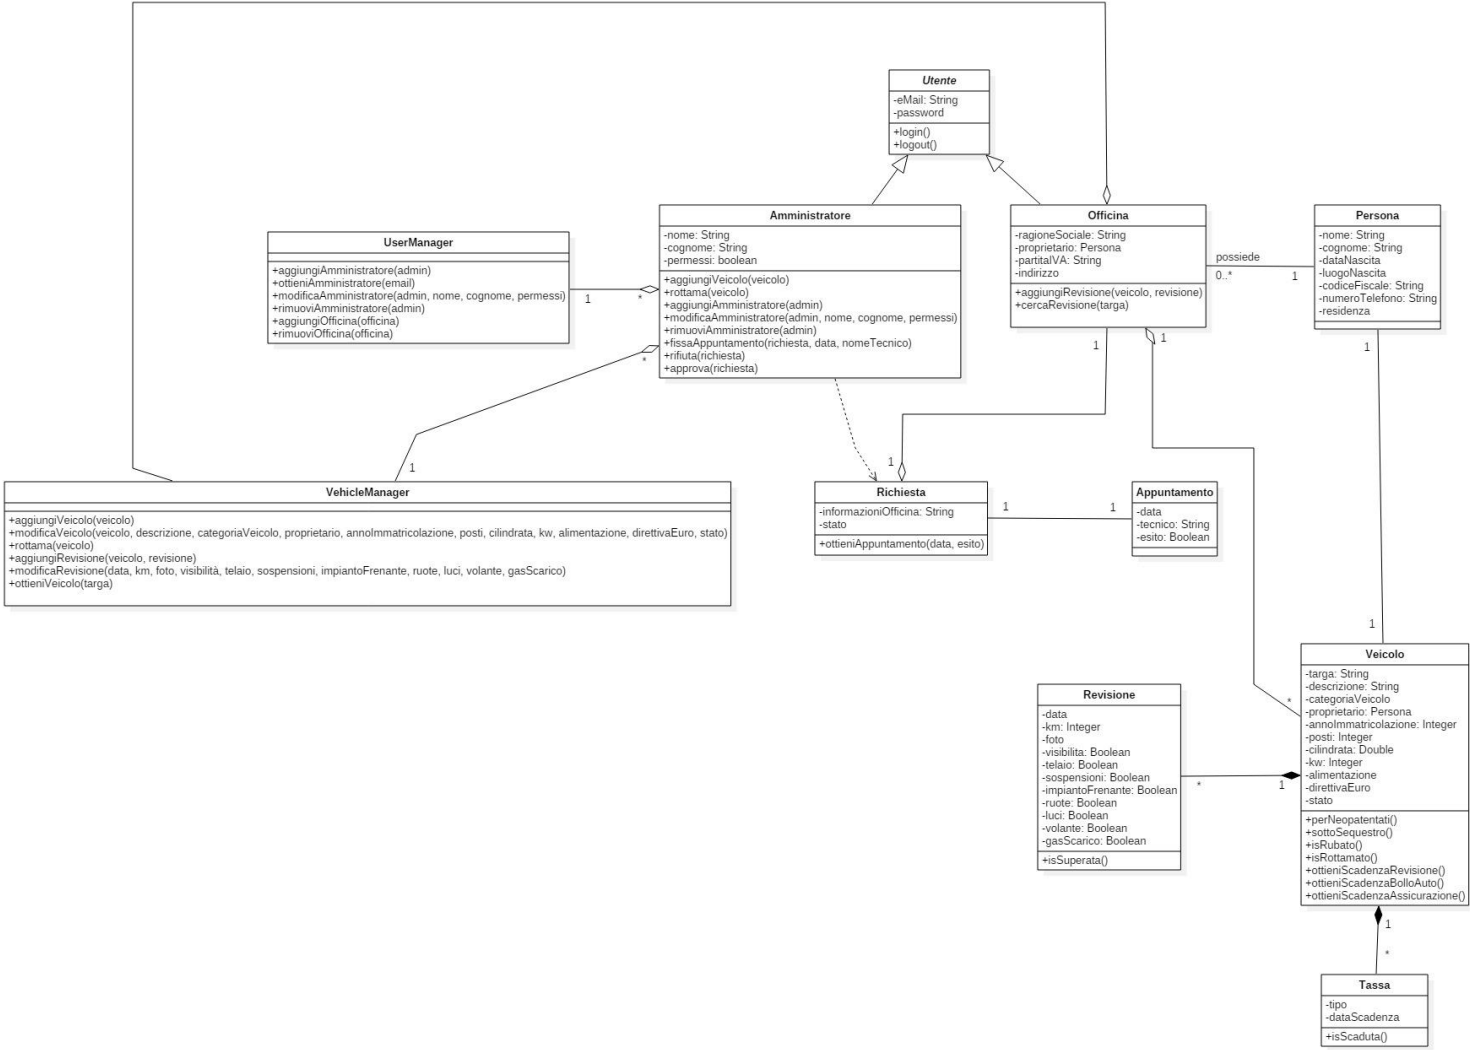 Utente
-eMail: String
-password
+login()
+logout()
Amministratore
-nome: String
-cognome: String
-permessi: boolean
+aggiungiVeicolo(veicolo)
+rottama(veicolo)
+aggiungiAmministratore(admin)
+modificaAmministratore(admin, nome, cognome, permessi)
+rimuoviAmministratore(admin)
+fissaAppuntamento(richiesta, data, nomeTecnico)
+rifiuta(richiesta)
+approva(richiesta)
Officina
-ragioneSociale: String
-proprietario: Persona
-partitaIVA: String
-indirizzo
+aggiungiRevisione(veicolo, revisione)
+cercaRevisione(targa)
possiede
0..*
1
Persona
-nome: String
-cognome: String
-dataNascita
-luogoNascita
-codiceFiscale: String
-numeroTelefono: String
-residenza
UserManager
+aggiungiAmministratore(admin)
+ottieniAmministratore(email)
+modificaAmministratore(admin, nome, cognome, permessi)
+rimuoviAmministratore(admin)
+aggiungiOfficina(officina)
+rimuoviOfficina(officina)
1
*
*
1
1
1
1
1
VehicleManager
+aggiungiVeicolo(veicolo)
+modificaVeicolo(veicolo, descrizione, categoriaVeicolo, proprietario, annoImmatricolazione, posti, cilindrata, kw, alimentazione, direttivaEuro, stato)
+rottama(veicolo)
+aggiungiRevisione(veicolo, revisione)
+modificaRevisione(data, km, foto, visibilità, telaio, sospensioni, impiantoFrenante, ruote, luci, volante, gasScarico)
+ottieniVeicolo(targa)
Richiesta
-informazioniOfficina: String
-stato
+ottieniAppuntamento(data, esito)
1
1
Appuntamento
-data
-tecnico: String
-esito: Boolean
1
*
Veicolo
-targa: String
-descrizione: String
-categoriaVeicolo
-proprietario: Persona
-annoImmatricolazione: Integer
-posti: Integer
-cilindrata: Double
-kw: Integer
-alimentazione
-direttivaEuro
-stato
+perNeopatentati()
+sottoSequestro()
+isRubato()
+isRottamato()
+ottieniScadenzaRevisione()
+ottieniScadenzaBolloAuto()
+ottieniScadenzaAssicurazione()
Revisione
-data
-km: Integer
-foto
-visibilita: Boolean
-telaio: Boolean
-sospensioni: Boolean
-impiantoFrenante: Boolean
-ruote: Boolean
-luci: Boolean
-volante: Boolean
-gasScarico: Boolean
+isSuperata()
*
1
1
*
Tassa
-tipo
-dataScadenza
+isScaduta()